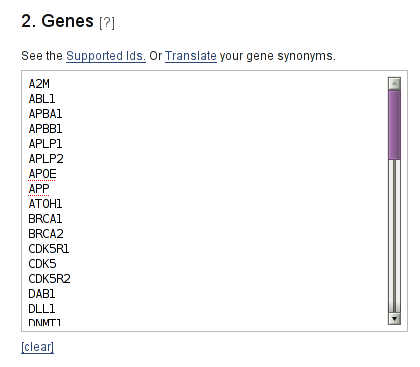 2. Genes [?]
See the Supported Ids. Or Translate your gene synonyms.
A2M
ABL1
APBA1
APBB1
APLP1
APLP2
APOE
APP
ATOH1
BRCA1
BRCA2
CDK5R1
CDK5
CDK5R2
DAB1
DLL1
DNMT1
[clear]